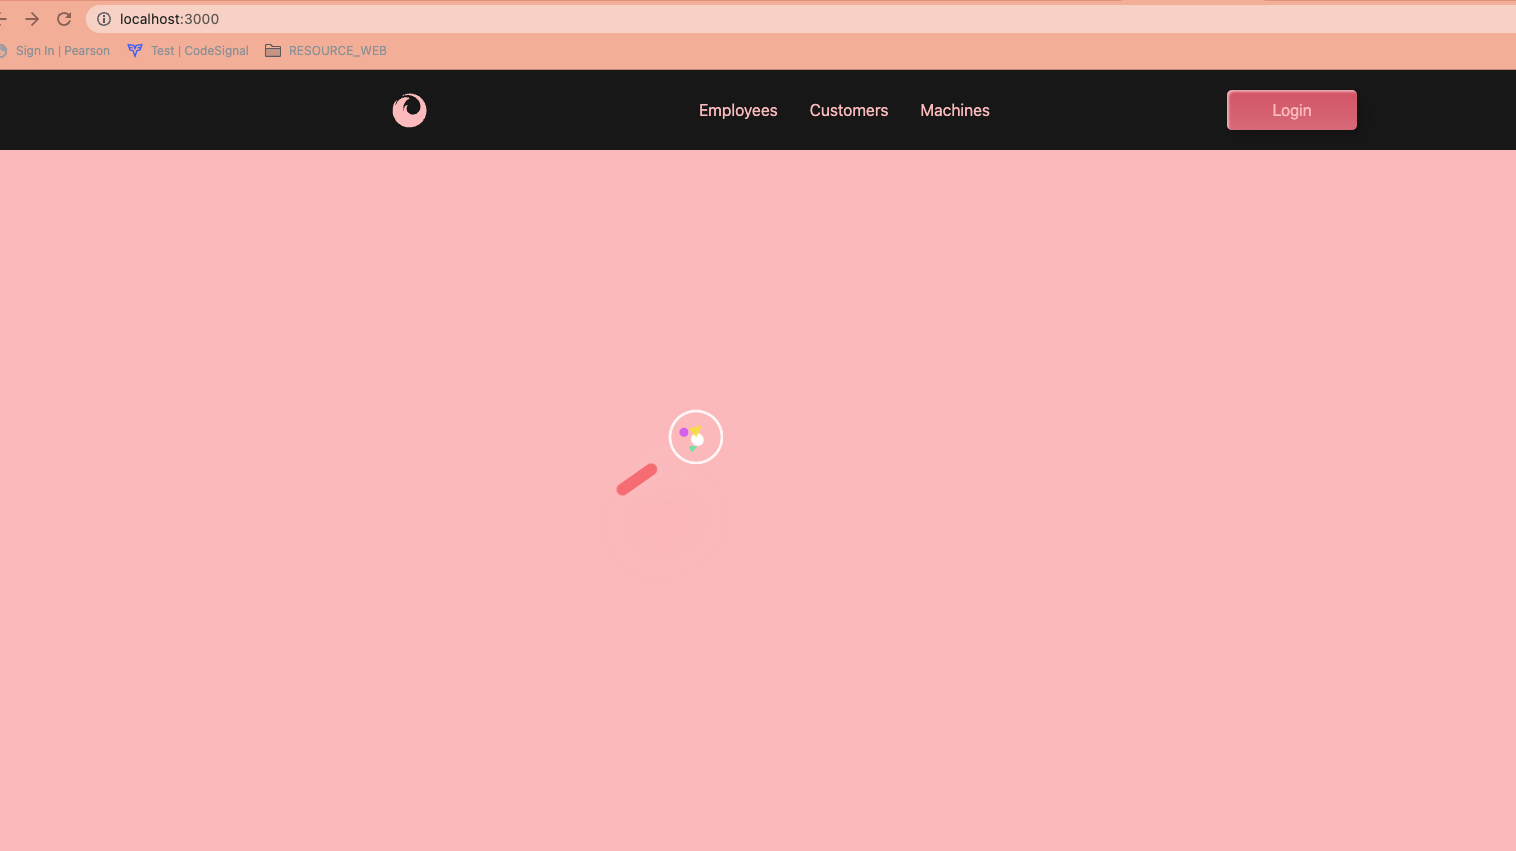 localhost:3000
Sign In | Pearson Test | CodeSignal RESOURCE_WEB
Employees Customers Machines Login